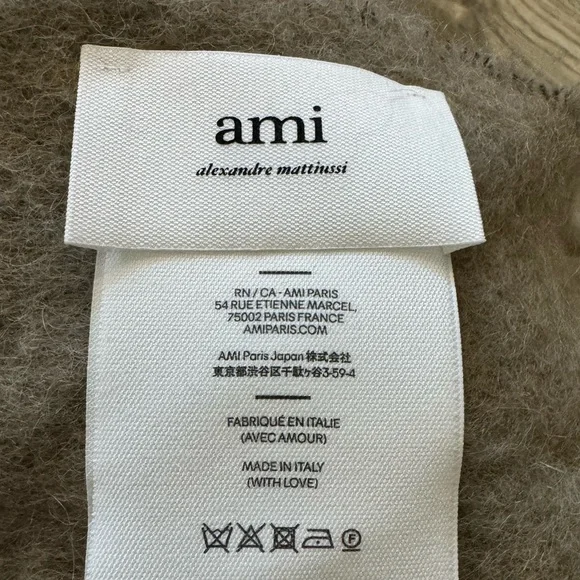 ami
alexandre mattiussi
RN / CA - AMI PARIS
54 RUE ETIENNE MARCEL,
75002 PARIS FRANCE
AMIPARIS.COM
AMI Paris Japan 株式会社
東京都渋谷区千駄ヶ谷3-59-4
FABRIQUÉ EN ITALIE
(AVEC AMOUR)
MADE IN ITALY
(WITH LOVE)
F